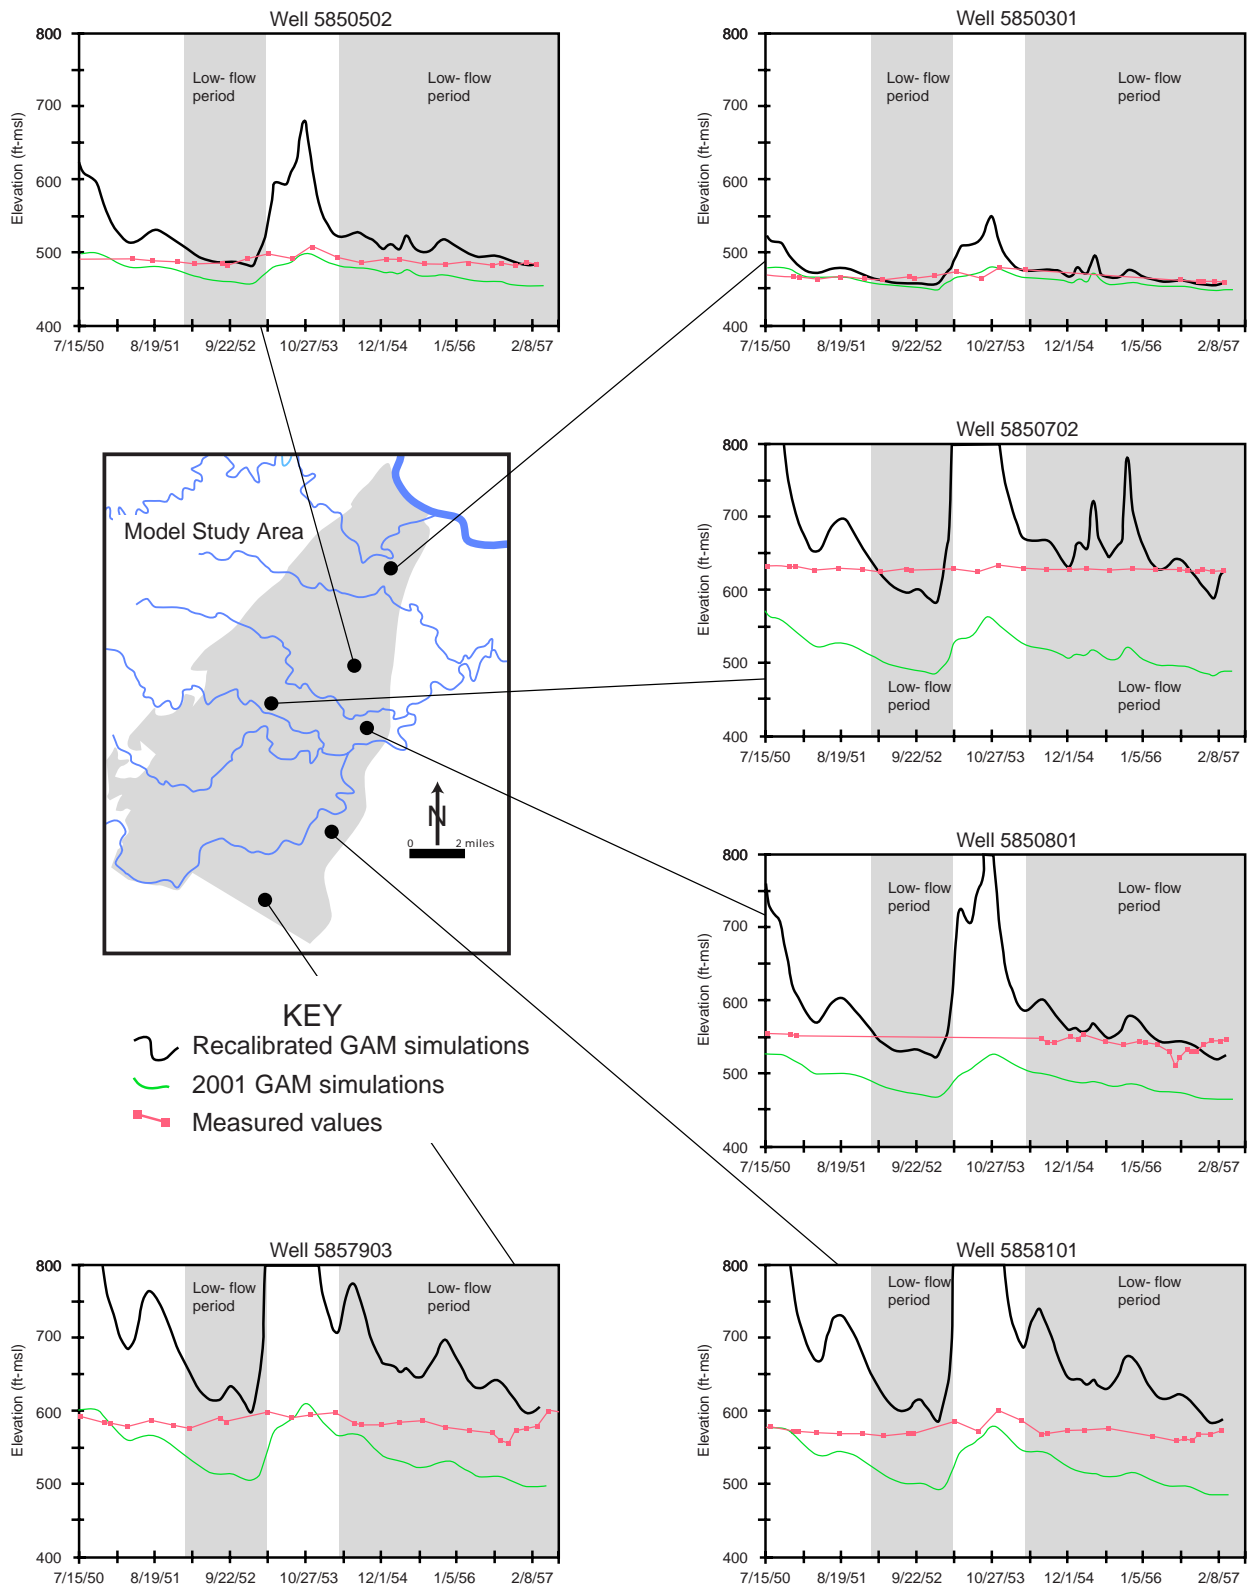 Well 5850502
800
700
600
500
400
Elevation (ft-msl)
Low- flow
period
Low- flow
period
7/15/50 8/19/51 9/22/52 10/27/53 12/1/54 1/5/56 2/8/57
Well 5850301
800
700
600
500
400
Elevation (ft-msl)
Low- flow
period
Low- flow
period
7/15/50 8/19/51 9/22/52 10/27/53 12/1/54 1/5/56 2/8/57
Model Study Area
N
0 2 miles
Well 5850702
800
700
600
500
400
Elevation (ft-msl)
Low- flow
period
Low- flow
period
7/15/50 8/19/51 9/22/52 10/27/53 12/1/54 1/5/56 2/8/57
Well 5850801
800
700
600
500
400
Elevation (ft-msl)
Low- flow
period
Low- flow
period
7/15/50 8/19/51 9/22/52 10/27/53 12/1/54 1/5/56 2/8/57
KEY
Recalibrated GAM simulations
2001 GAM simulations
Measured values
Well 5857903
800
700
600
500
400
Elevation (ft-msl)
Low- flow
period
Low- flow
period
7/15/50 8/19/51 9/22/52 10/27/53 12/1/54 1/5/56 2/8/57
Well 5858101
800
700
600
500
400
Elevation (ft-msl)
Low- flow
period
Low- flow
period
7/15/50 8/19/51 9/22/52 10/27/53 12/1/54 1/5/56 2/8/57